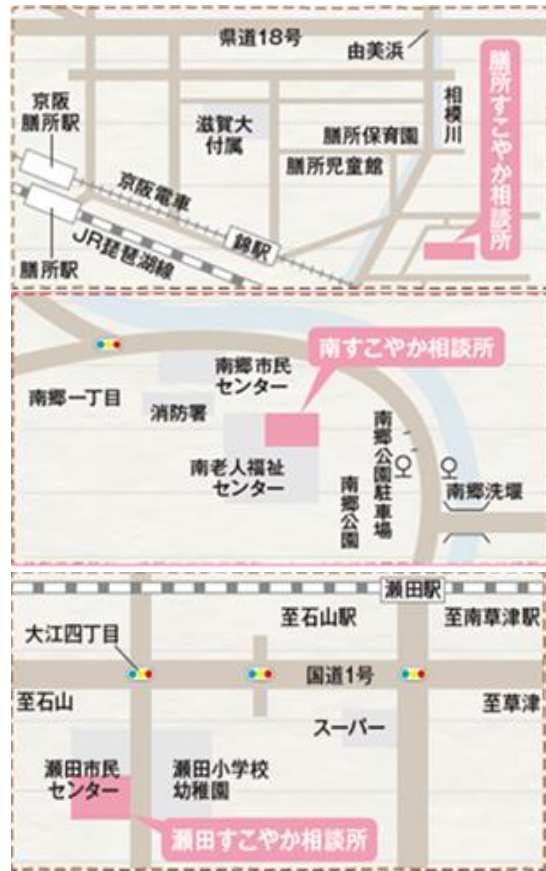 県道18号
由美浜
膳所すこやか相談所
相模川
京阪
膳所駅
滋賀大
付属
膳所保育園
膳所児童館
京阪電車
錦駅
JR琵琶湖線
膳所駅
南すこやか相談所
南郷市民
センター
南郷一丁目
消防署
南老人福祉
センター
南郷公園駐車場
南郷公園
南郷洗堰
瀬田駅
至石山駅
至南草津駅
大江四丁目
国道1号
至石山
至草津
スーパー
瀬田市民
センター
瀬田小学校
幼稚園
瀬田すこやか相談所